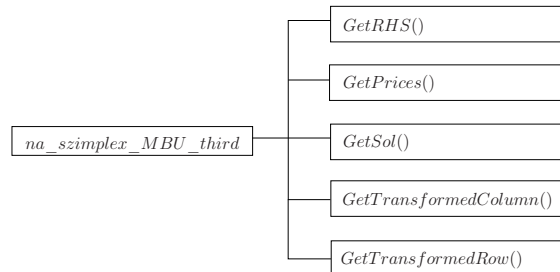 GetRHS()
GetPrices()
na_szimplex_MBU_third
GetSol()
GetTransformedColumn()
GetTransformedRow()